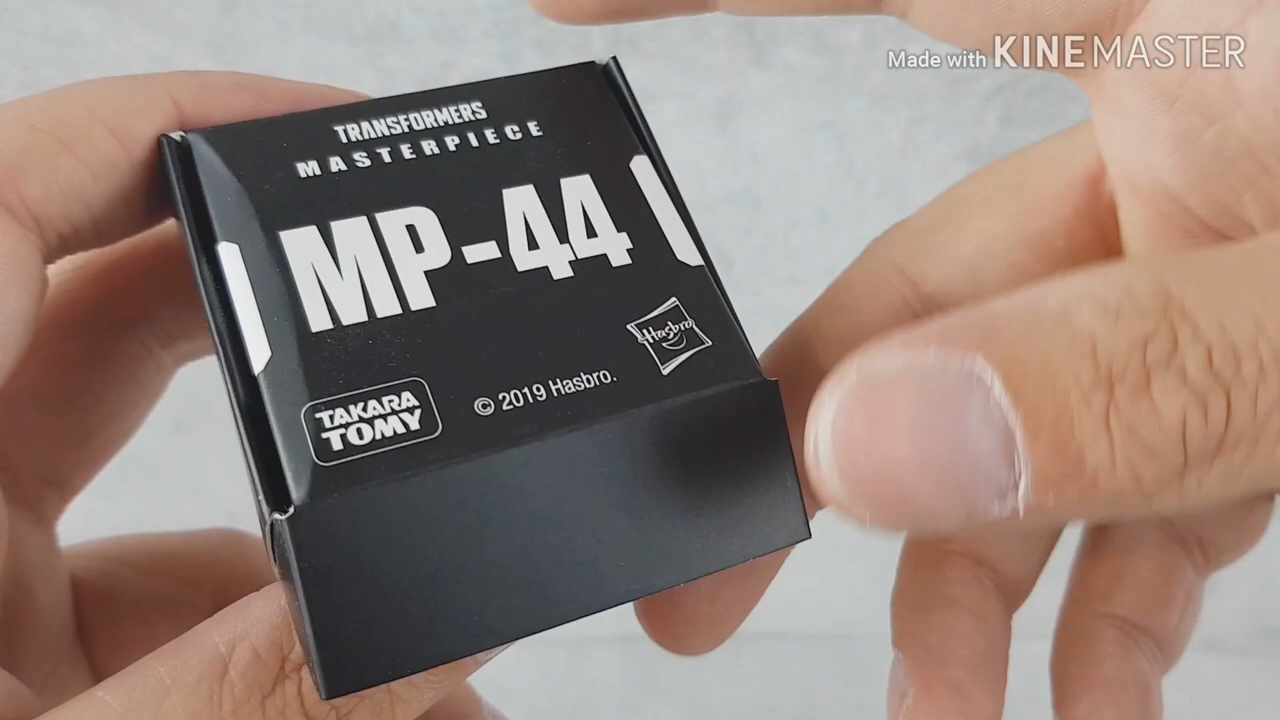 Made with KINEMASTER
TRANSFORMERS
MASTERPIECE
MP-44
Hasbro
TAKARA
TOMY
© 2019 Hasbro.